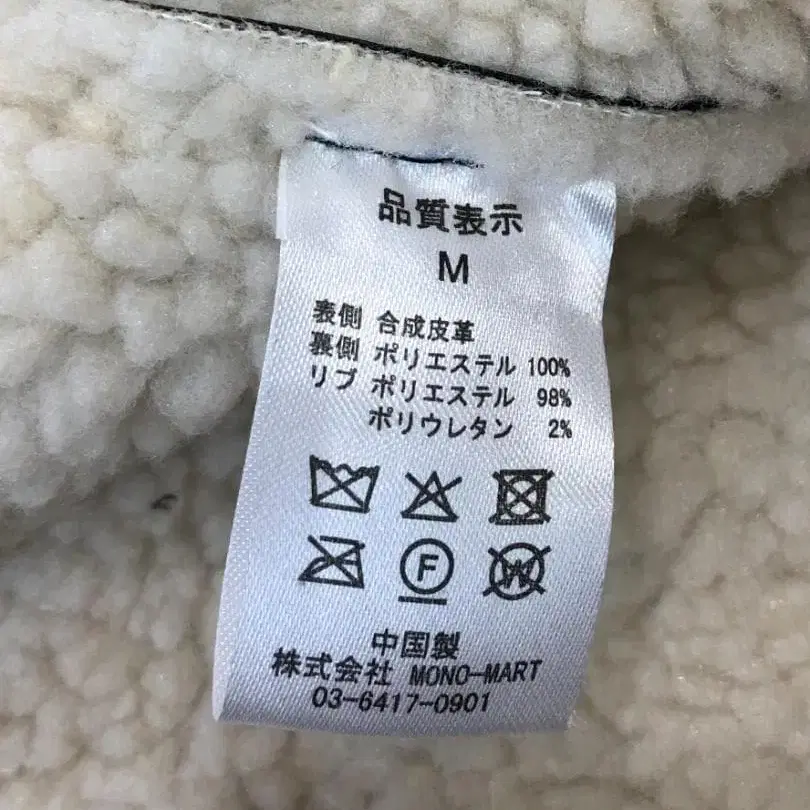 品質表示
M
表側 合成皮革
裏側 ポリエステル 100%
リブ ポリエステル 98%
ポリウレタン 2%
F W
中国製
株式会社 MONO-MART
03-6417-0901